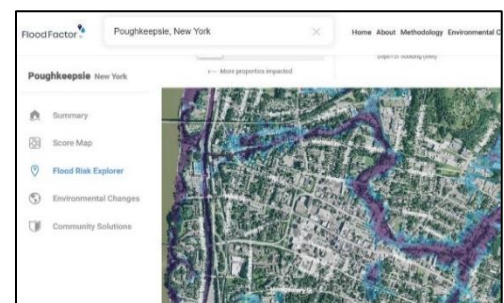 FloodFactor
Poughkeepsie, New York
Home About Methodology Environmental C
← More properties impacted
Poughkeepsie New York
Summary
Score Map
Flood Risk Explorer
Environmental Changes
Community Solutions